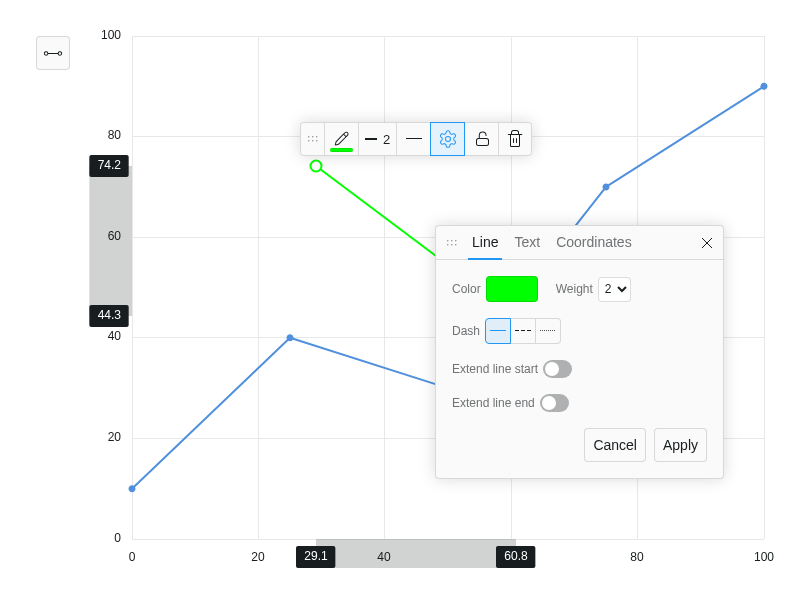 100
80
2
74.2
60
Line Text Coordinates
Color Weight 2
44.3
Dash
40
Extend line start
Extend line end
20
Cancel Apply
0
0 20 29.1 40 60.8 80 100